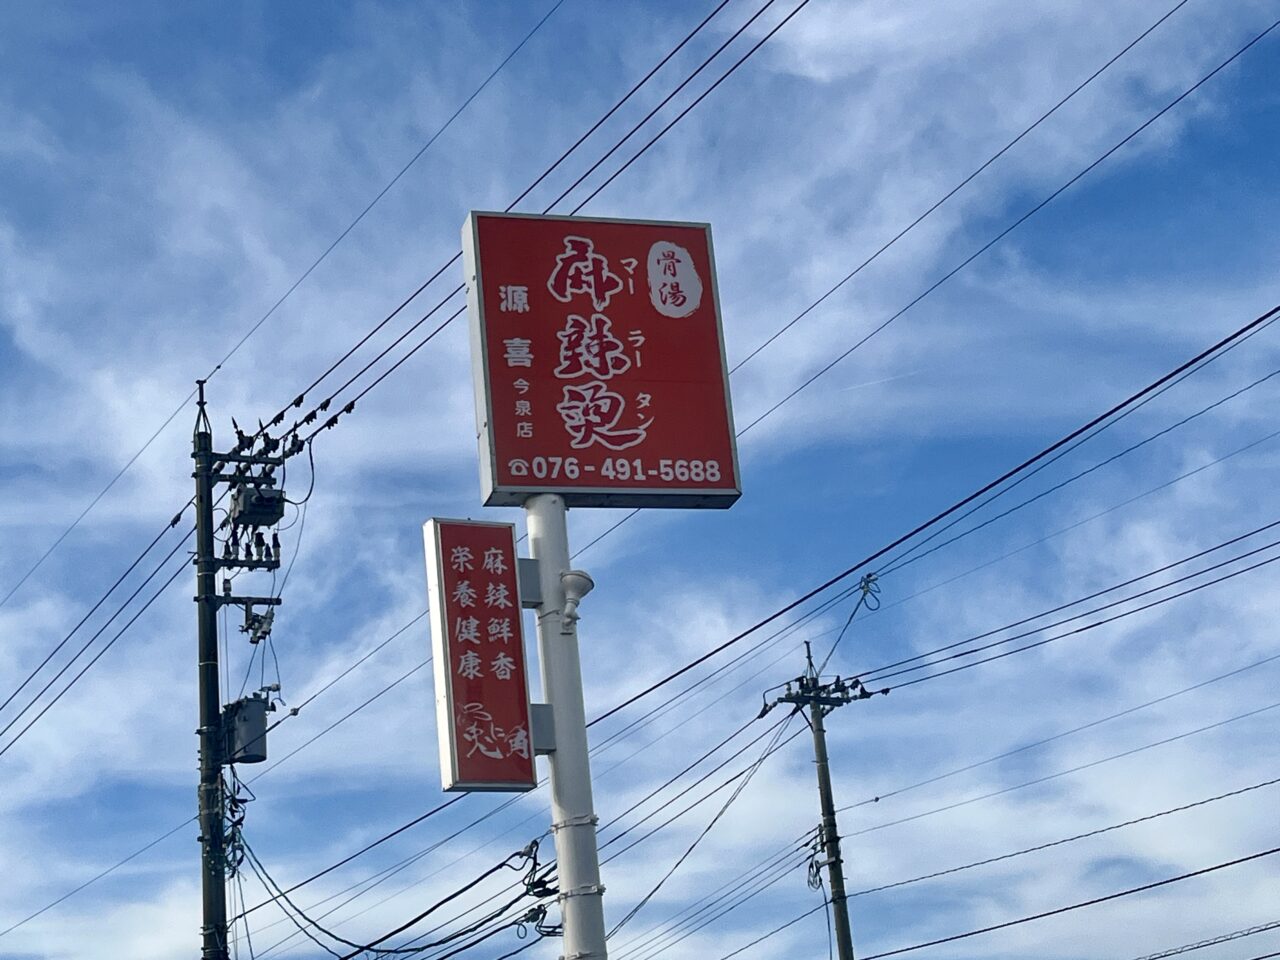 骨湯
麻辣燙
マーラータン
源喜
今泉店
☎076-491-5688
麻辣鮮香
栄養健康